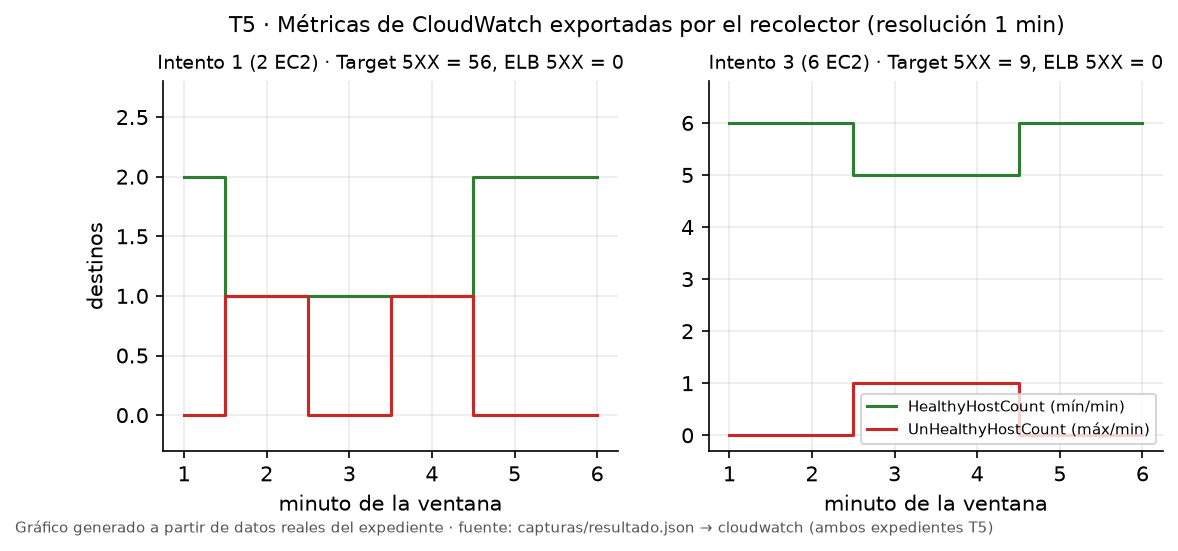 T5 · Métricas de CloudWatch exportadas por el recolector (resolución 1 min)
Intento 1 (2 EC2) · Target 5XX = 56, ELB 5XX = 0
2.5
2.0
1.5
1.0
0.5
0.0
destinos
1 2 3 4 5 6
minuto de la ventana
Intento 3 (6 EC2) · Target 5XX = 9, ELB 5XX = 0
6
5
4
3
2
1
0
HealthyHostCount (mín/min)
UnHealthyHostCount (máx/min)
1 2 3 4 5 6
minuto de la ventana
Gráfico generado a partir de datos reales del expediente · fuente: capturas/resultado.json → cloudwatch (ambos expedientes T5)